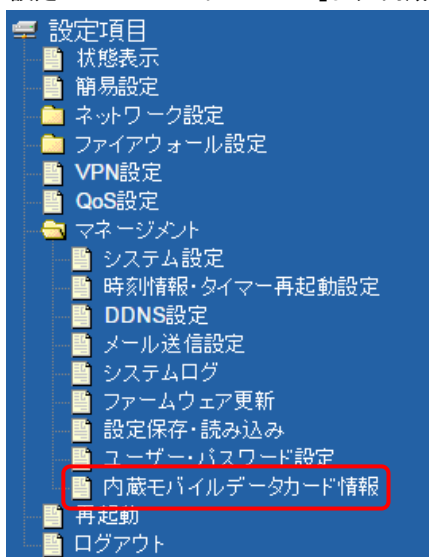 設定項目
状態表示
簡易設定
ネットワーク設定
ファイアウォール設定
VPN設定
QoS設定
マネージメント
システム設定
時刻情報・タイマー再起動設定
DDNS設定
メール送信設定
システムログ
ファームウェア更新
設定保存・読み込み
ユーザー・パスワード設定
内蔵モバイルデータカード情報
再起動
ログアウト